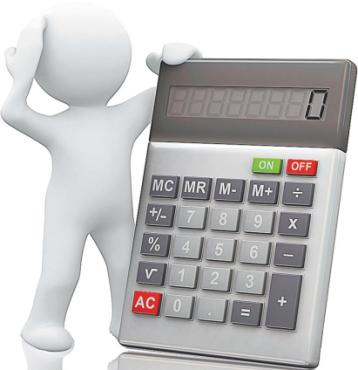 0
ON OFF
MC MR M- M+ ÷
+/- 7 8 9 x
% 4 5 6 –
√ 1 2 3 +
AC 0 . =